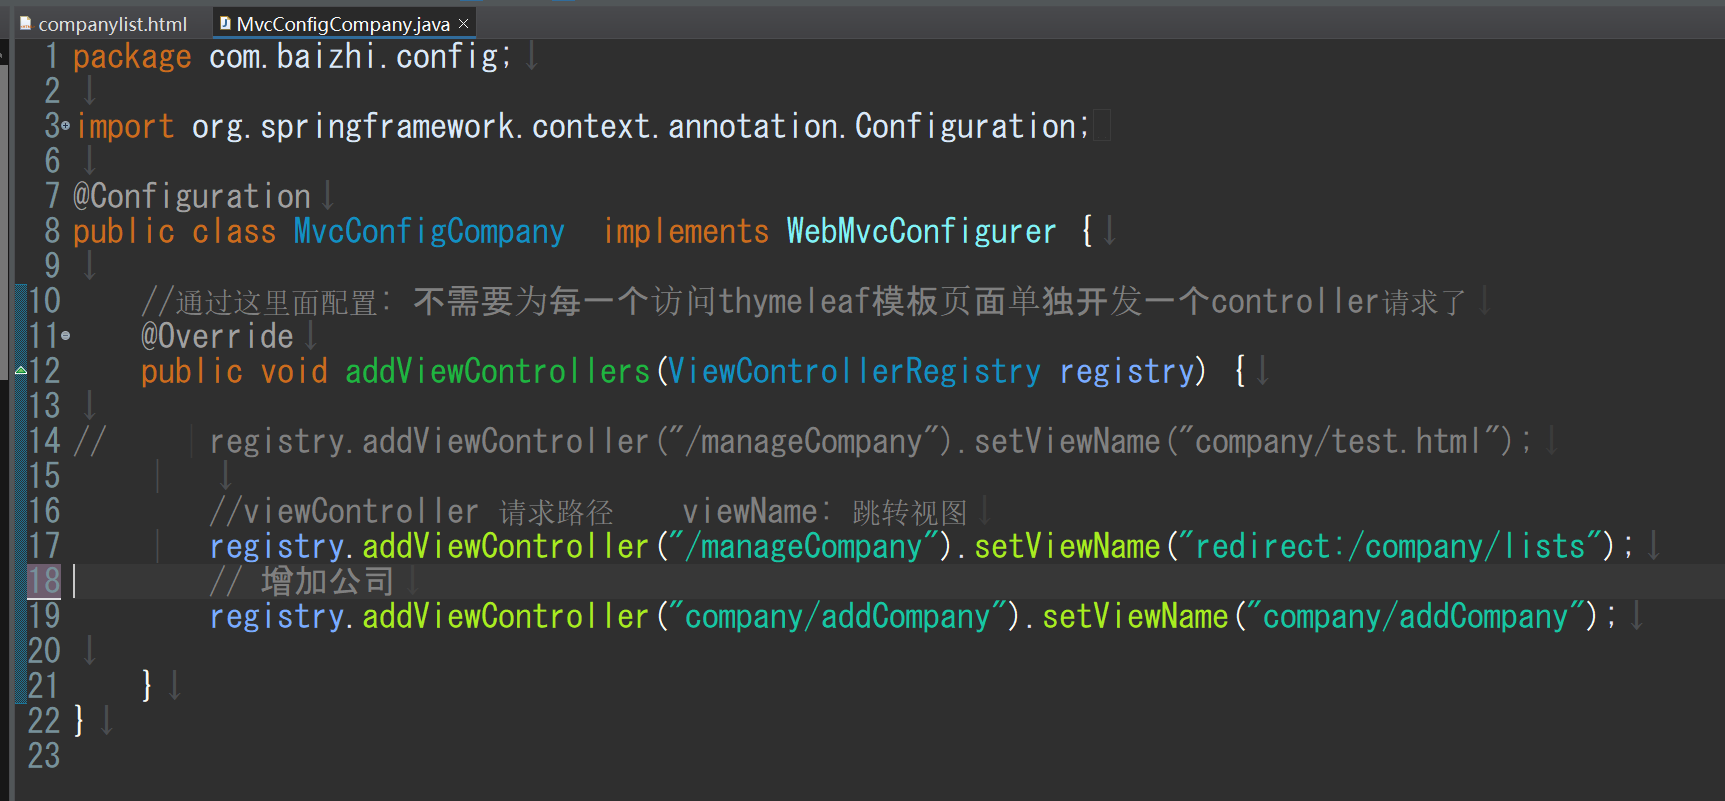 companylist.html MvcConfigCompany.java
1 package com.baizhi.config;
2
3 import org.springframework.context.annotation.Configuration;
6
7 @Configuration
8 public class MvcConfigCompany  implements WebMvcConfigurer {
9
10     //通过这里面配置: 不需要为每一个访问thymeleaf模板页面单独开发一个controller请求了
11     @Override
12     public void addViewControllers(ViewControllerRegistry registry) {
13
14 //      registry.addViewController("/manageCompany").setViewName("company/test.html");
15
16         //viewController 请求路径    viewName: 跳转视图
17         registry.addViewController("/manageCompany").setViewName("redirect:/company/lists");
18         // 增加公司
19         registry.addViewController("company/addCompany").setViewName("company/addCompany");
20
21     }
22 }
23